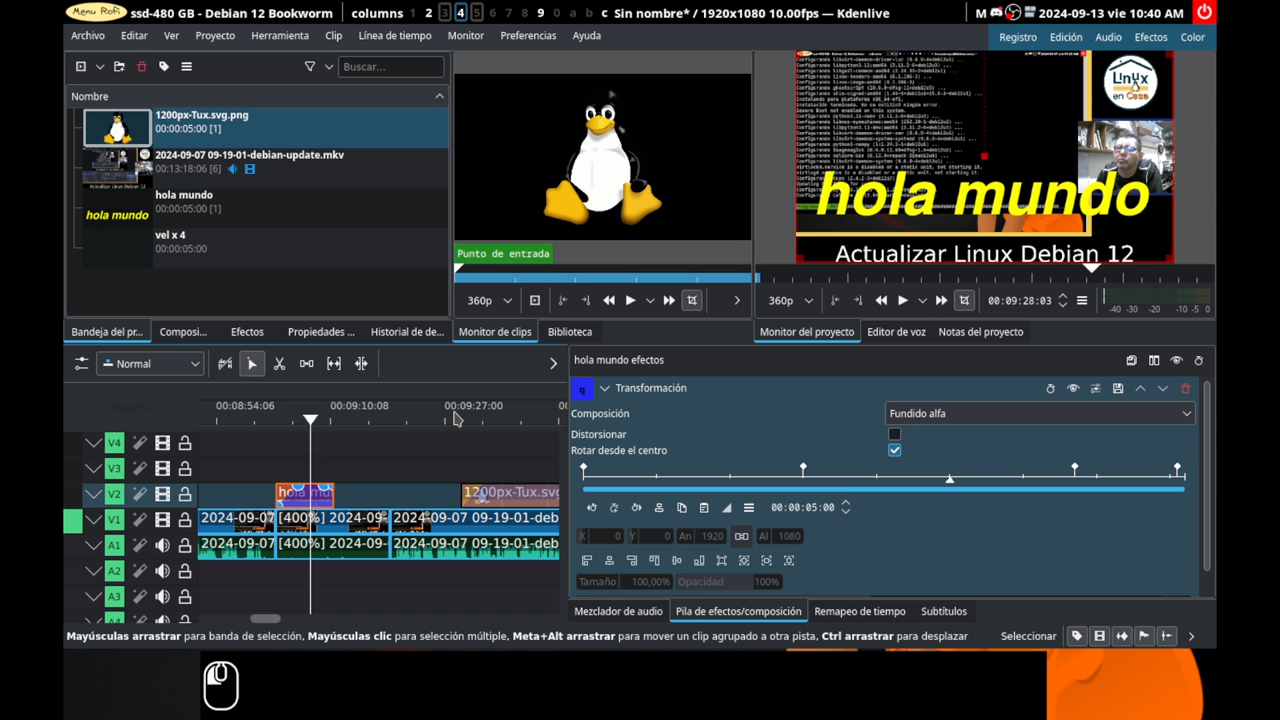 Menu Rofi ssd-480 GB - Debian 12 Bookworm columns 1 2 3 4 5 6 7 8 9 0 a b c Sin nombre* / 1920x1080 10.00fps — Kdenlive M 2024-09-13 vie 10:40 AM
Archivo Editar Ver Proyecto Herramienta Clip Línea de tiempo Monitor Preferencias Ayuda Registro Edición Audio Efectos Color
Buscar...
Nombre
1200px-Tux.svg.png
00:00:05:00 [1]
2024-09-07 09-19-01-debian-update.mkv
hola mundo
00:00:05:00 [1]
vel x 4
00:00:05:00
hola mundo
Punto de entrada
Linux
en Casa
hola mundo
Actualizar Linux Debian 12
360p
360p 00:09:28:03
-40 -30 -20 -10 -5 0
Bandeja del pr... Composi... Efectos Propiedades ... Historial de de... Monitor de clips Biblioteca Monitor del proyecto Editor de voz Notas del proyecto
Normal
hola mundo efectos
Transformación
Composición Fundido alfa
Distorsionar
Rotar desde el centro
00:00:05:00
X 0 Y 0 An 1920 Al 1080
Tamaño 100,00% Opacidad 100%
00:08:54:06 00:09:10:08 00:09:27:00
V4
V3
V2 1200px-Tux.svg
V1 2024-09-07 [400%] 2024-09- 2024-09-07 09-19-01-deb
A1 2024-09-07 [400%] 2024-09- 2024-09-07 09-19-01-deb
A2
A3
Mezclador de audio Pila de efectos/composición Remapeo de tiempo Subtítulos
Mayúsculas arrastrar para banda de selección, Mayúsculas clic para selección múltiple, Meta+Alt arrastrar para mover un clip agrupado a otra pista, Ctrl arrastrar para desplazar Seleccionar